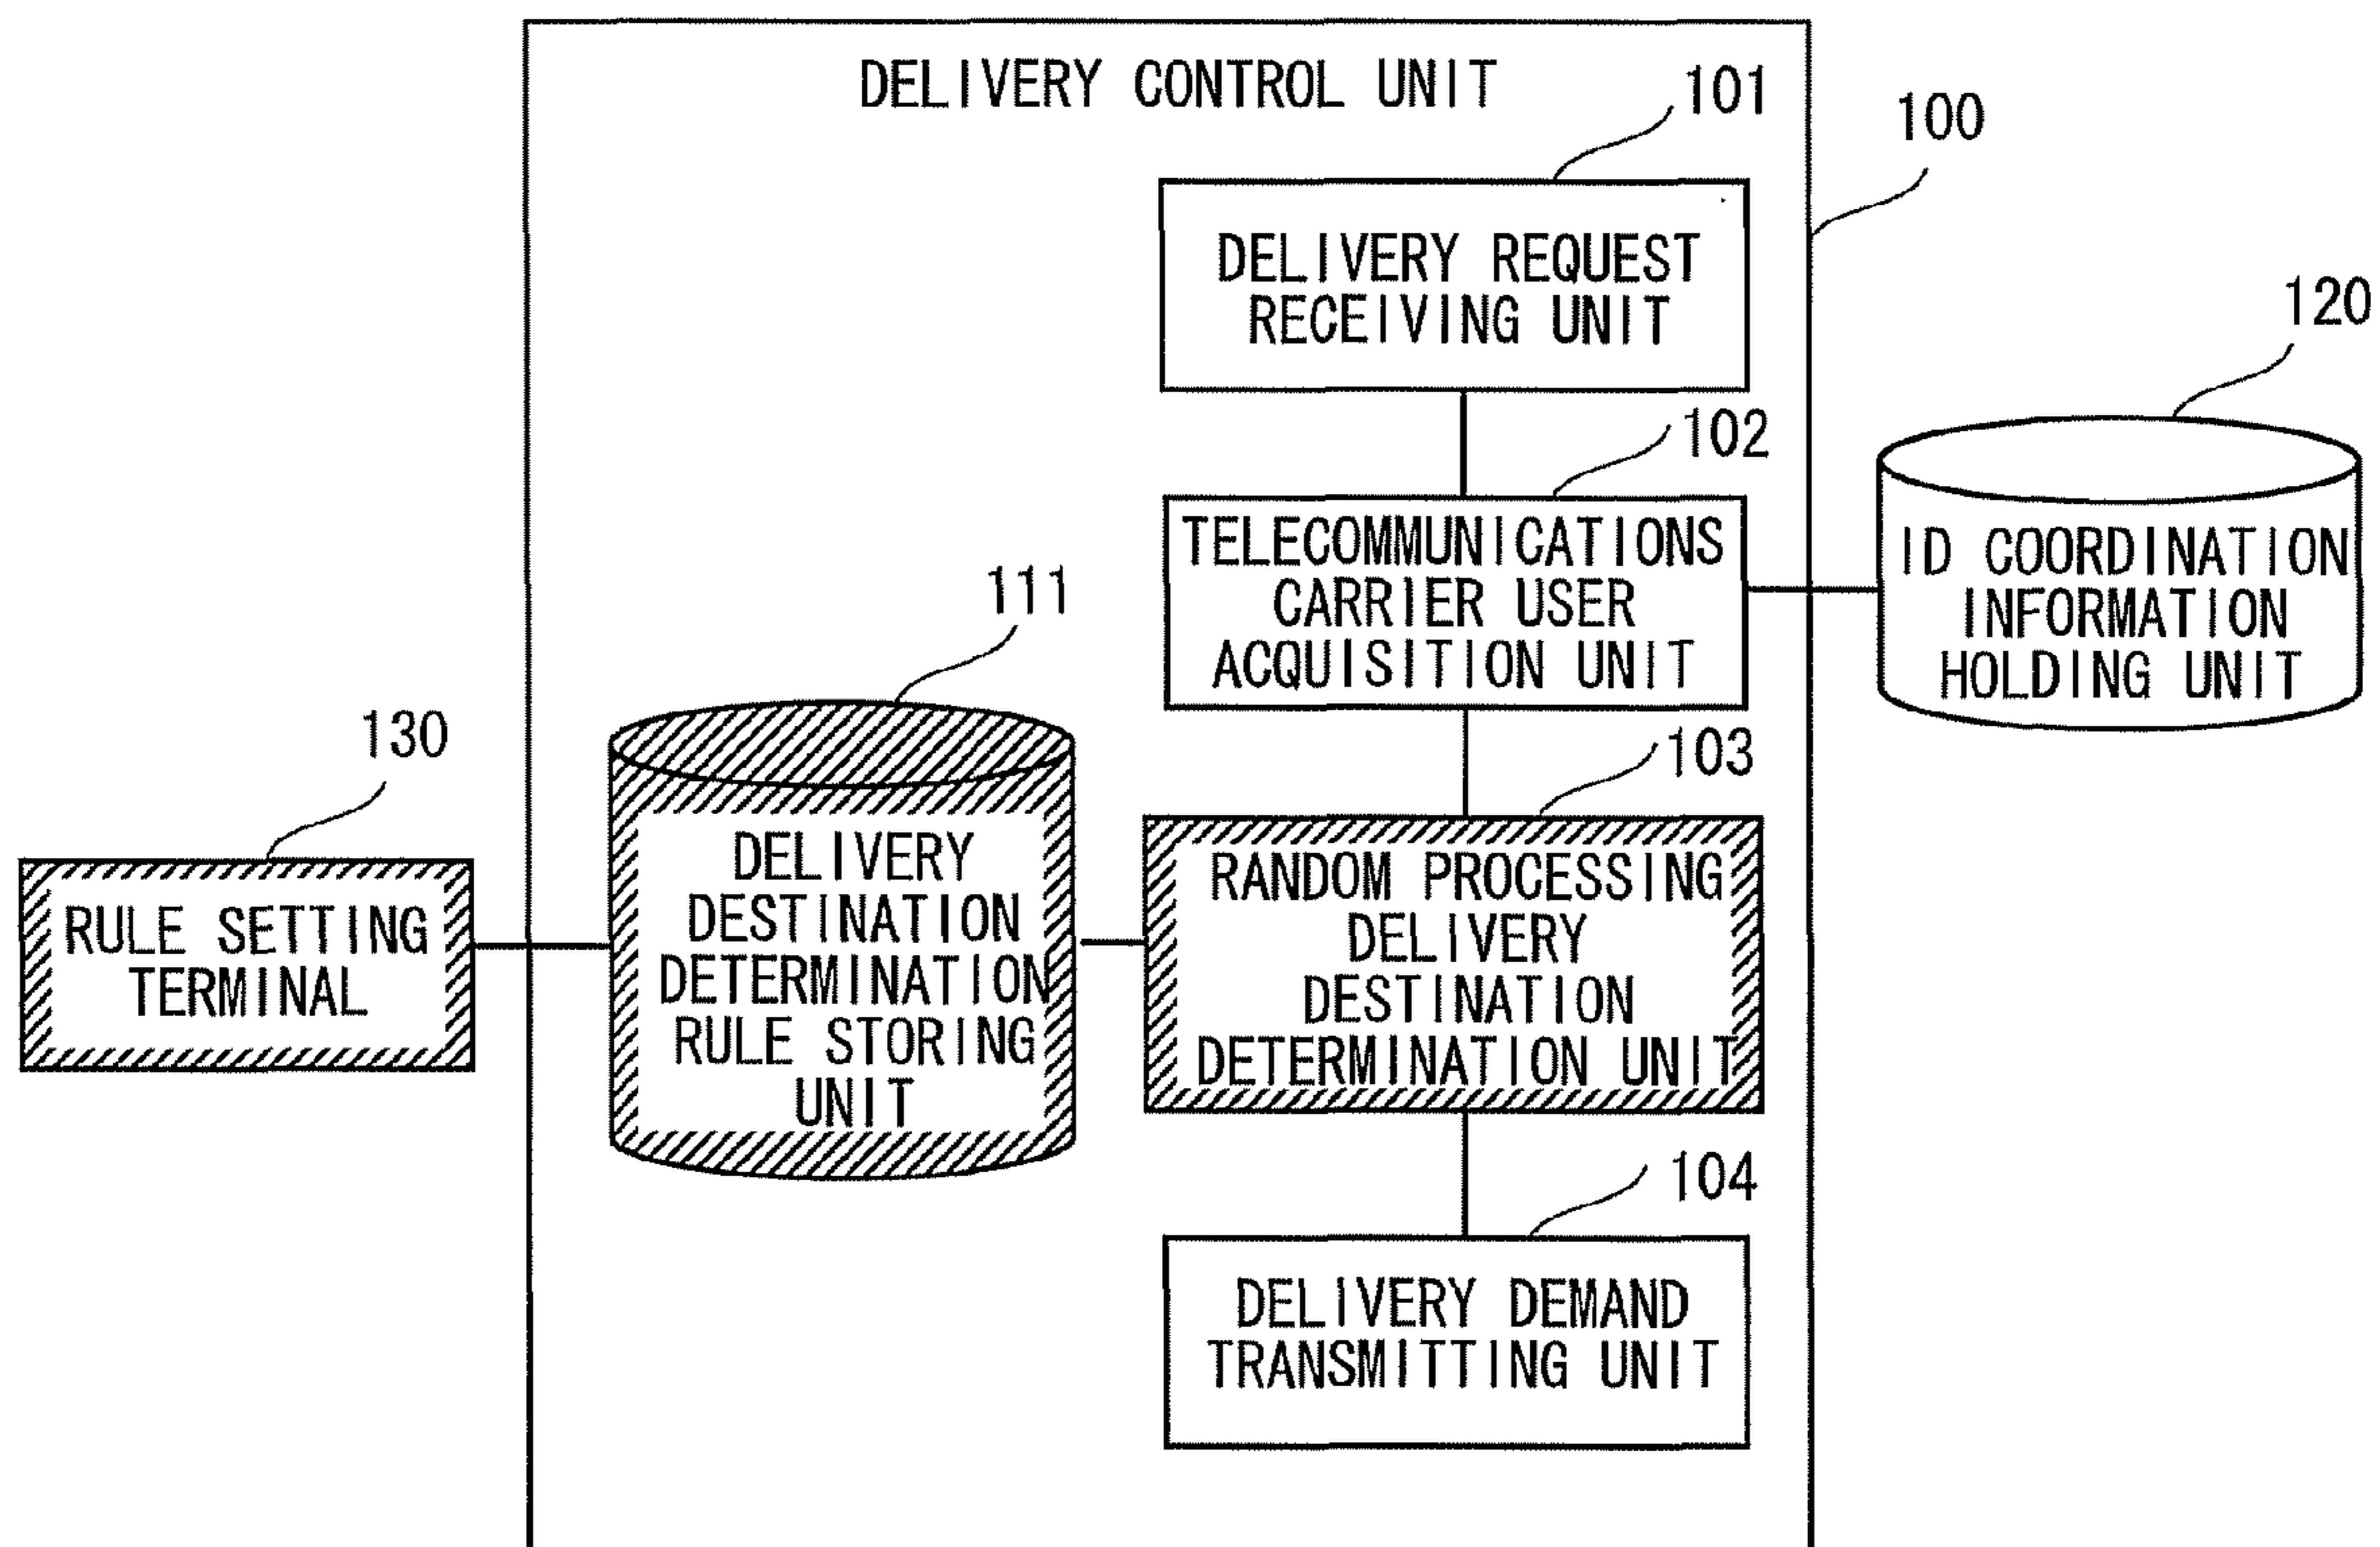 DELIVERY CONTROL UNIT
101
100
DELIVERY REQUEST
RECEIVING UNIT
120
102
TELECOMMUNICATIONS
CARRIER USER
ACQUISITION UNIT
ID COORDINATION
INFORMATION
HOLDING UNIT
111
130
103
RULE SETTING
TERMINAL
DELIVERY
DESTINATION
DETERMINATION
RULE STORING
UNIT
RANDOM PROCESSING
DELIVERY
DESTINATION
DETERMINATION UNIT
104
DELIVERY DEMAND
TRANSMITTING UNIT